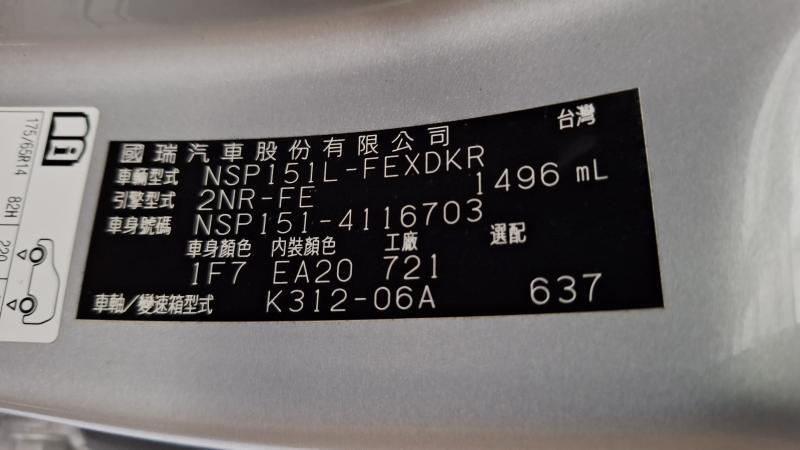 國瑞汽車股份有限公司 台灣
車輛型式 NSP151L-FEXDKR
引擎型式 2NR-FE 1496 mL
車身號碼 NSP151-4116703
車身顏色 內裝顏色 工廠 選配
1F7 EA20 721
車軸／變速箱型式 K312-06A 637
175/65R14 82H 220